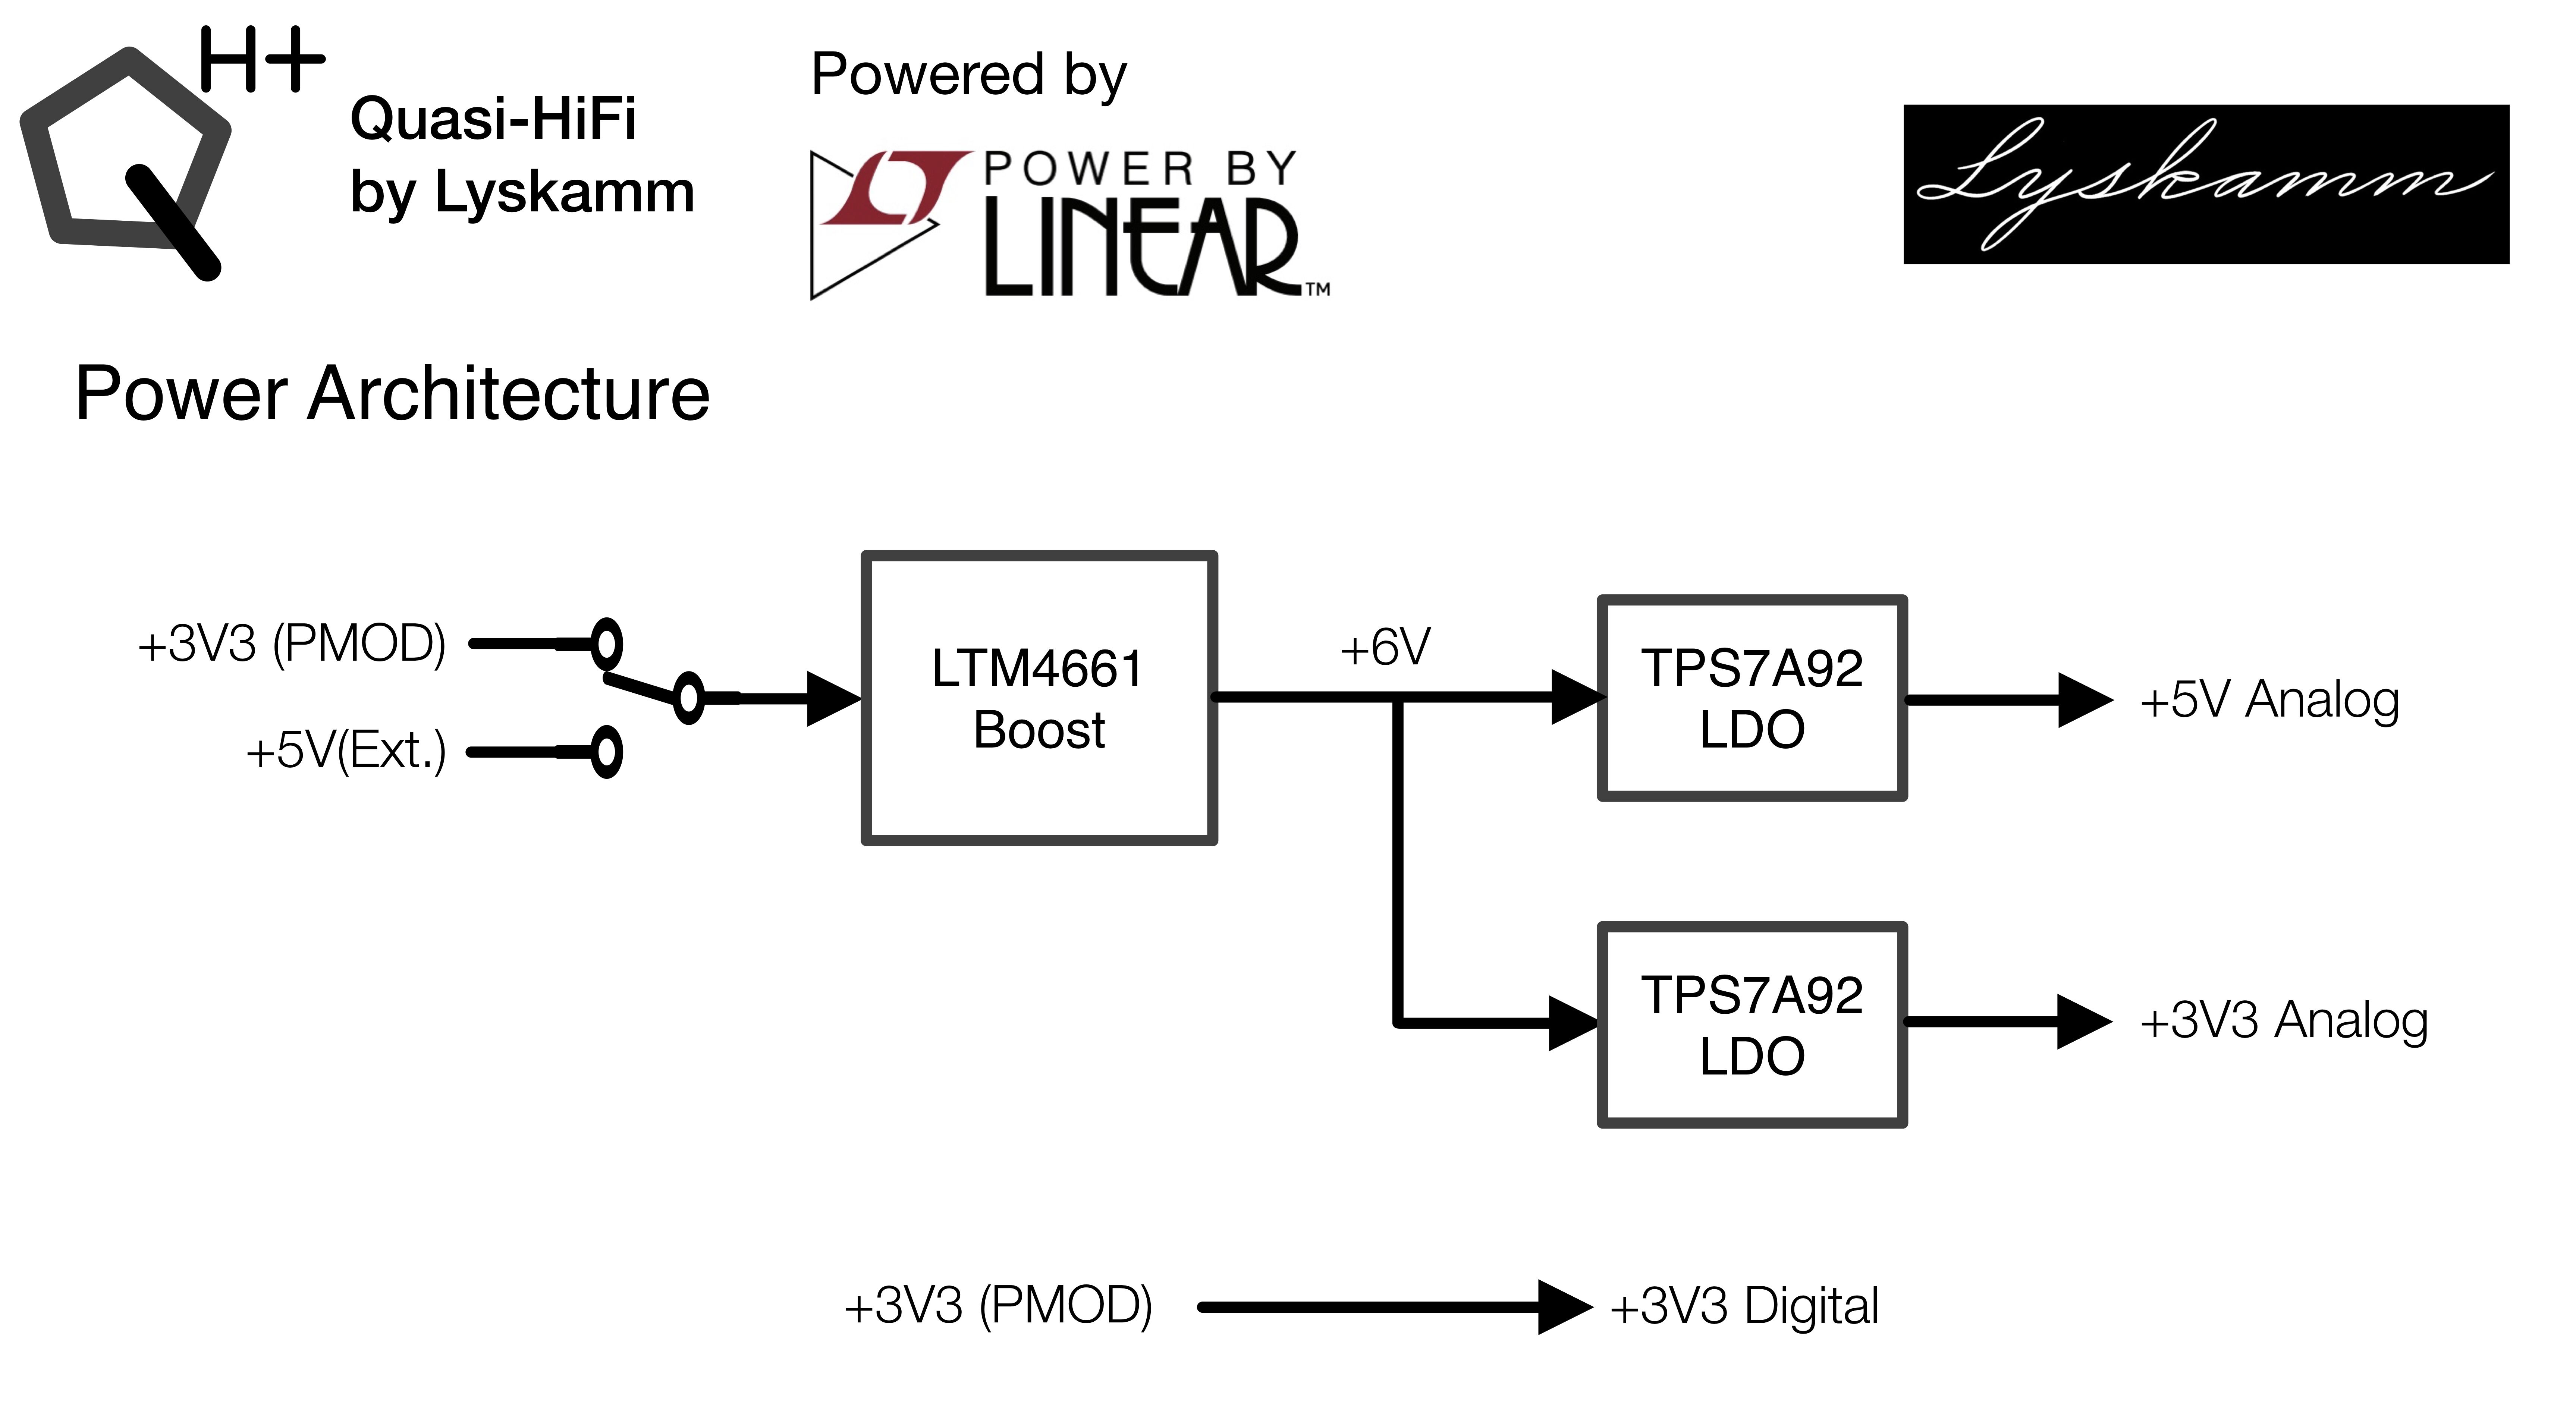 H+
Quasi-HiFi
by Lyskamm
Powered by
POWER BY
LINEAR™
Lyskamm
Power Architecture
+3V3 (PMOD)
+5V(Ext.)
LTM4661
Boost
+6V
TPS7A92
LDO
+5V Analog
TPS7A92
LDO
+3V3 Analog
+3V3 (PMOD)
+3V3 Digital